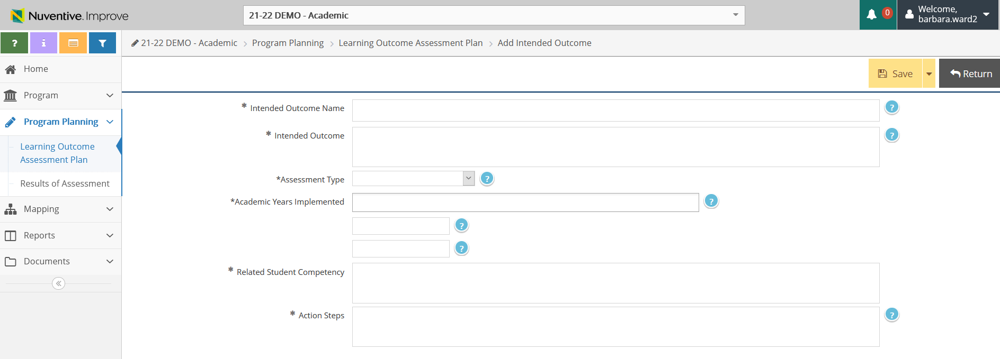 Nuventive Improve
21-22 DEMO - Academic
0
Welcome,
barbara.ward2
?
i
21-22 DEMO - Academic > Program Planning > Learning Outcome Assessment Plan > Add Intended Outcome
Home
Save
Return
Program
Program Planning
Learning Outcome
Assessment Plan
Results of Assessment
Mapping
Reports
Documents
«
* Intended Outcome Name
?
* Intended Outcome
?
*Assessment Type
?
*Academic Years Implemented
?
?
?
* Related Student Competency
* Action Steps
?